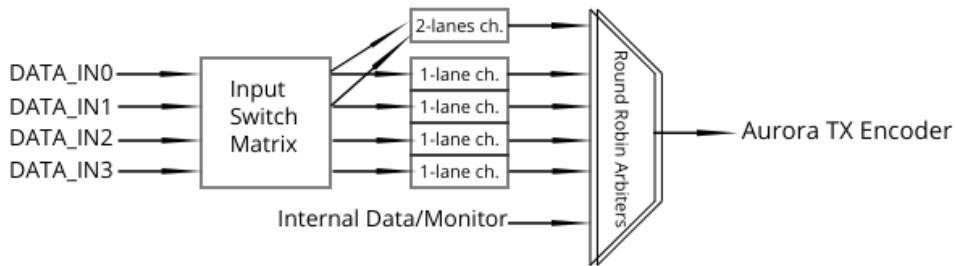 2-lanes ch.
DATA_IN0
DATA_IN1
DATA_IN2
DATA_IN3
Input
Switch
Matrix
1-lane ch.
1-lane ch.
1-lane ch.
1-lane ch.
Internal Data/Monitor
Round Robin Arbiters
Aurora TX Encoder